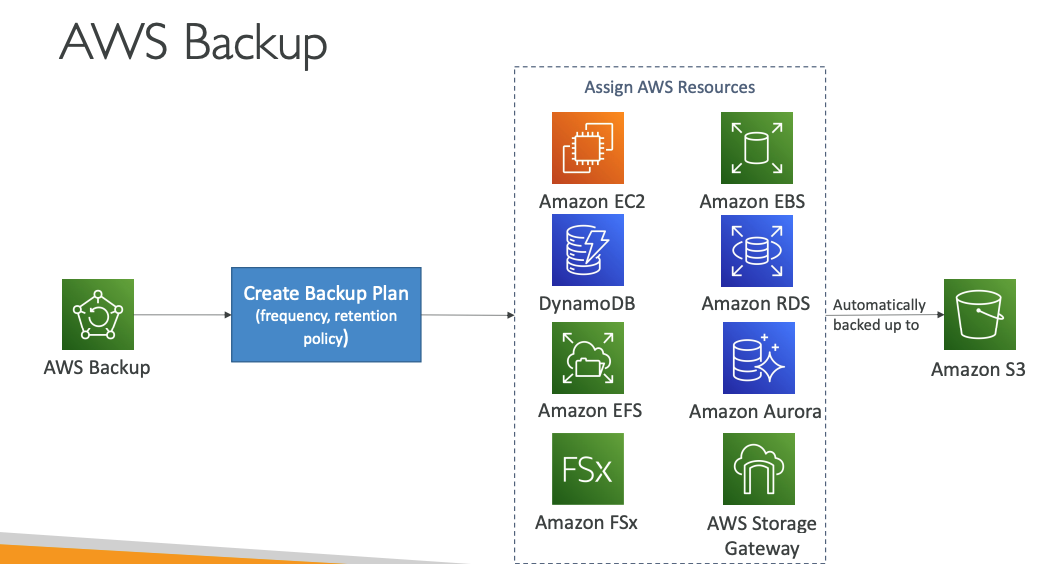 AWS Backup
Assign AWS Resources
Amazon EC2
Amazon EBS
DynamoDB
Amazon RDS
Create Backup Plan
(frequency, retention
policy)
Automatically
backed up to
AWS Backup
Amazon S3
Amazon EFS
Amazon Aurora
FSx
Amazon FSx
AWS Storage
Gateway